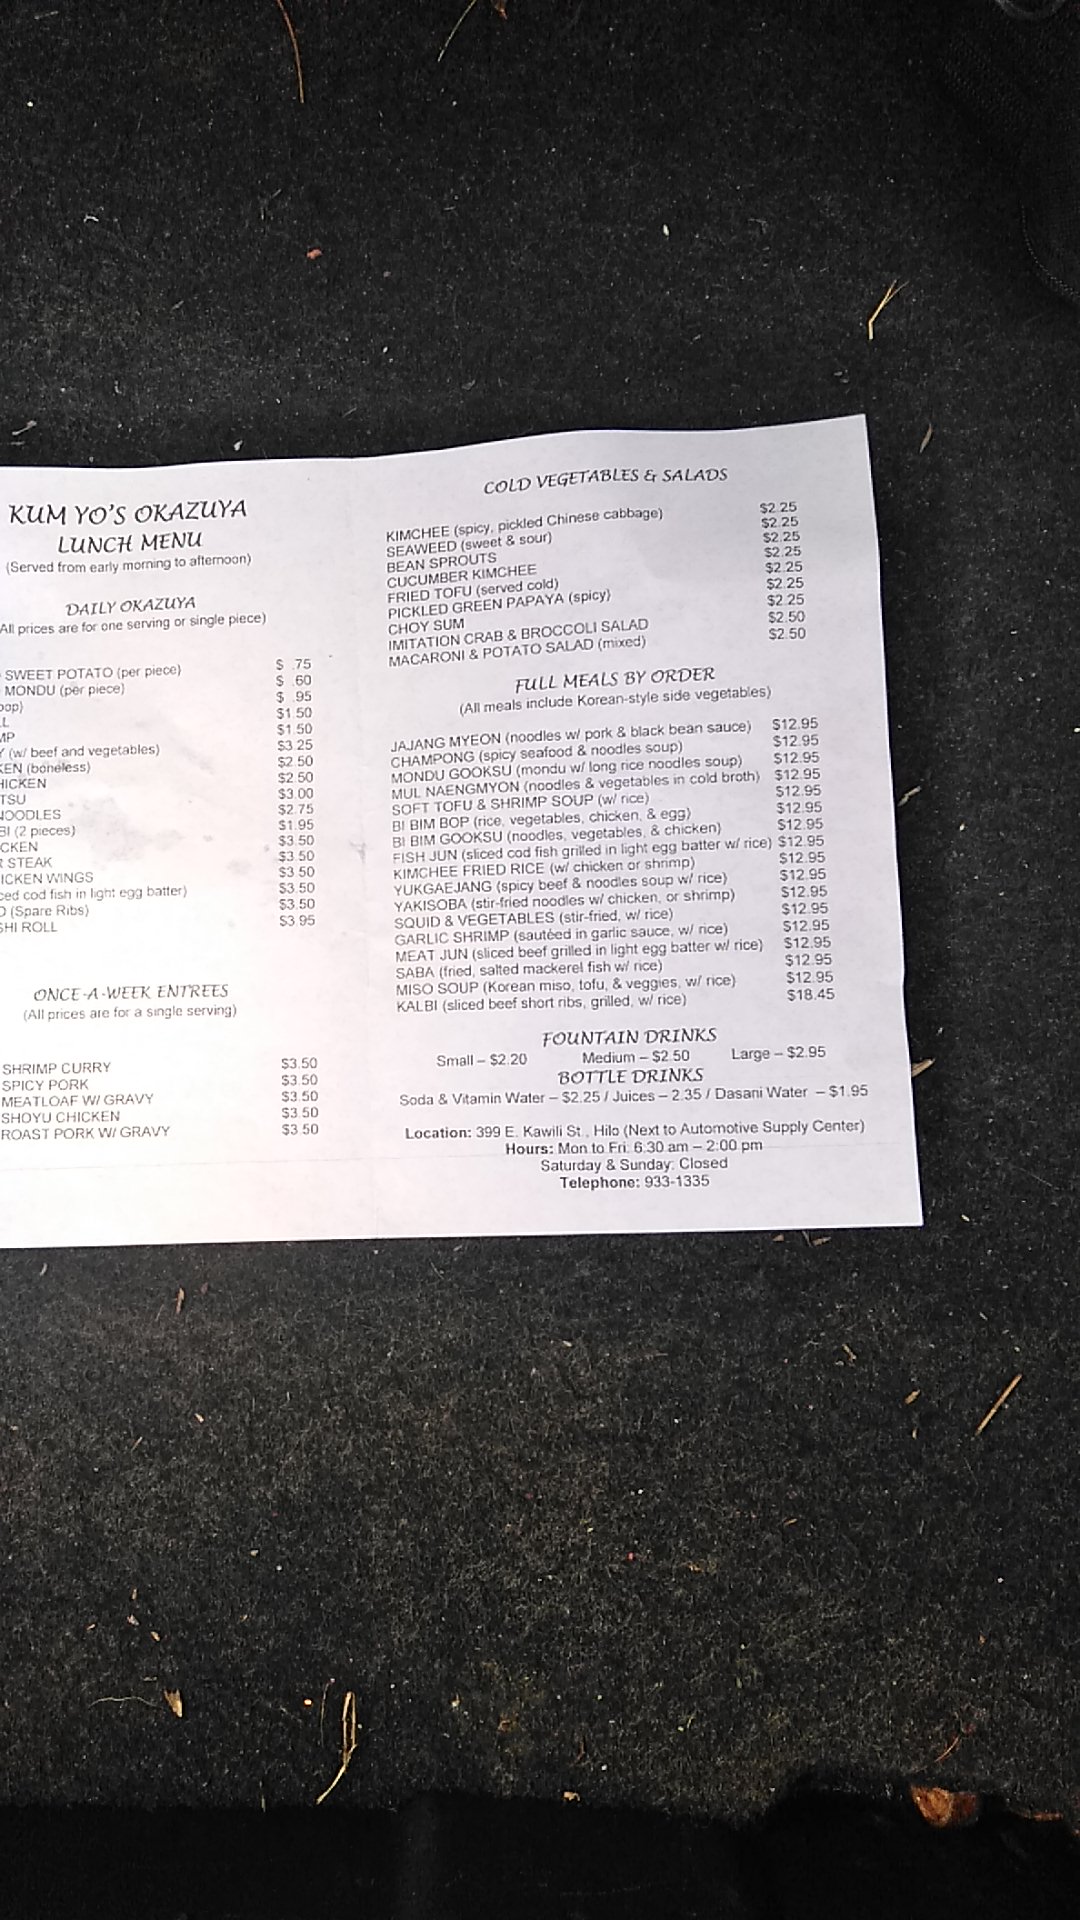 KUM YO'S OKAZUYA
LUNCH MENU
(Served from early morning to afternoon)
DAILY OKAZUYA
All prices are for one serving or single piece)
SWEET POTATO (per piece) $ .75
MONDU (per piece) $ .60
$ .95
$1.50
$1.50
(w/ beef and vegetables) $3.25
(boneless) $2.50
$2.50
$3.00
NOODLES $2.75
(2 pieces) $1.95
$3.50
STEAK $3.50
WINGS $3.50
cod fish in light egg batter) $3.50
(Spare Ribs) $3.50
ROLL $3.95
ONCE-A-WEEK ENTREES
(All prices are for a single serving)
SHRIMP CURRY $3.50
SPICY PORK $3.50
MEATLOAF W/ GRAVY $3.50
SHOYU CHICKEN $3.50
ROAST PORK W/ GRAVY $3.50
COLD VEGETABLES & SALADS
KIMCHEE (spicy, pickled Chinese cabbage) $2.25
SEAWEED (sweet & sour) $2.25
BEAN SPROUTS $2.25
CUCUMBER KIMCHEE $2.25
FRIED TOFU (served cold) $2.25
PICKLED GREEN PAPAYA (spicy) $2.25
CHOY SUM $2.25
IMITATION CRAB & BROCCOLI SALAD $2.50
MACARONI & POTATO SALAD (mixed) $2.50
FULL MEALS BY ORDER
(All meals include Korean-style side vegetables)
JAJANG MYEON (noodles w/ pork & black bean sauce) $12.95
CHAMPONG (spicy seafood & noodles soup) $12.95
MONDU GOOKSU (mondu w/ long rice noodles soup) $12.95
MUL NAENGMYON (noodles & vegetables in cold broth) $12.95
SOFT TOFU & SHRIMP SOUP (w/ rice) $12.95
BI BIM BOP (rice, vegetables, chicken, & egg) $12.95
BI BIM GOOKSU (noodles, vegetables, & chicken) $12.95
FISH JUN (sliced cod fish grilled in light egg batter w/ rice) $12.95
KIMCHEE FRIED RICE (w/ chicken or shrimp) $12.95
YUKGAEJANG (spicy beef & noodles soup w/ rice) $12.95
YAKISOBA (stir-fried noodles w/ chicken, or shrimp) $12.95
SQUID & VEGETABLES (stir-fried, w/ rice) $12.95
GARLIC SHRIMP (sautéed in garlic sauce, w/ rice) $12.95
MEAT JUN (sliced beef grilled in light egg batter w/ rice) $12.95
SABA (fried, salted mackerel fish w/ rice) $12.95
MISO SOUP (Korean miso, tofu, & veggies, w/ rice) $12.95
KALBI (sliced beef short ribs, grilled, w/ rice) $18.45
FOUNTAIN DRINKS
Small – $2.20 Medium – $2.50 Large – $2.95
BOTTLE DRINKS
Soda & Vitamin Water – $2.25 / Juices – 2.35 / Dasani Water – $1.95
Location: 399 E. Kawili St., Hilo (Next to Automotive Supply Center)
Hours: Mon to Fri: 6:30 am – 2:00 pm
Saturday & Sunday: Closed
Telephone: 933-1335